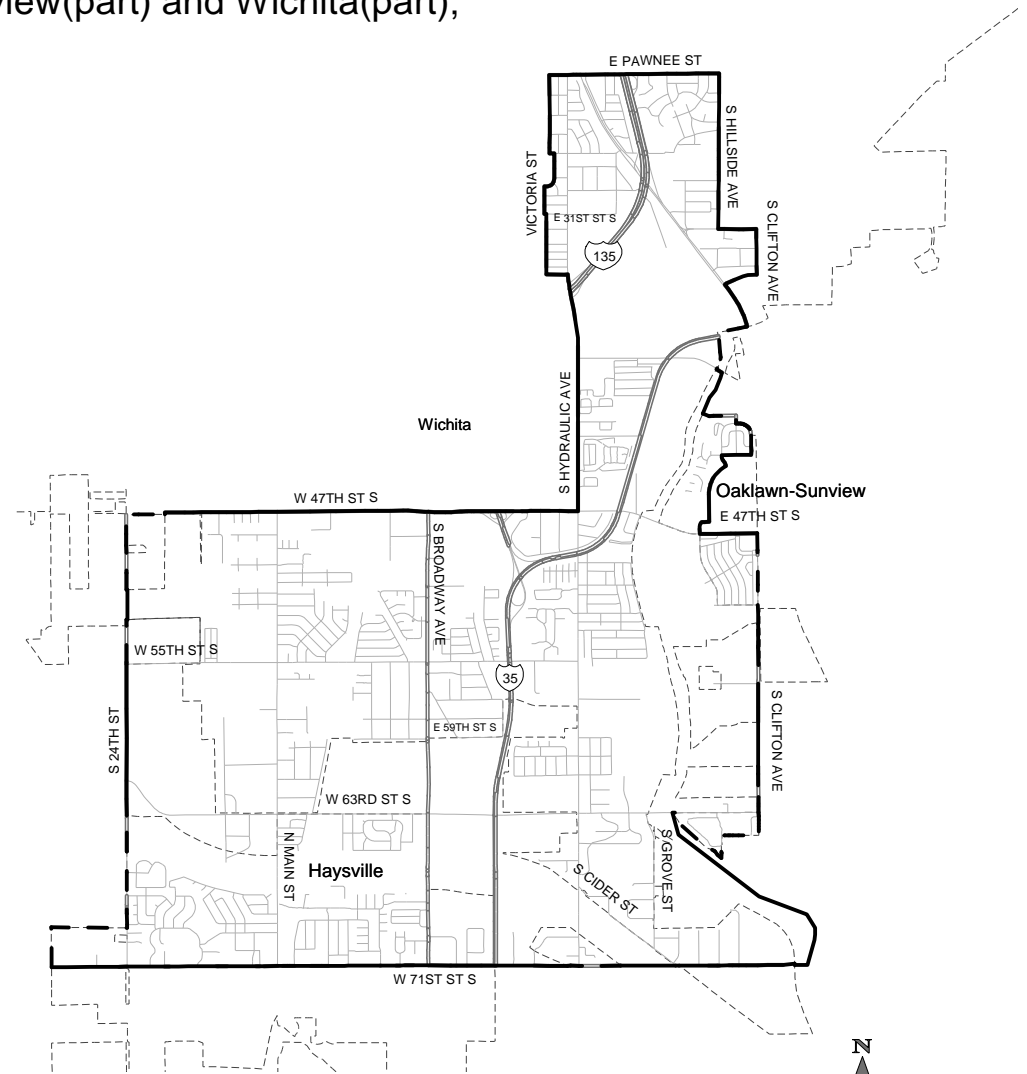 view(part) and Wichita(part);
E PAWNEE ST
S HILLSIDE AVE
VICTORIA ST
S CLIFTON AVE
E 31ST ST S
135
S HYDRAULIC AVE
Wichita
W 47TH ST S
Oaklawn-Sunview
E 47TH ST S
S BROADWAY AVE
W 55TH ST S
35
S 24TH ST
E 59TH ST S
S CLIFTON AVE
W 63RD ST S
N MAIN ST
Haysville
S GROVE ST
S CIDER ST
W 71ST ST S
N